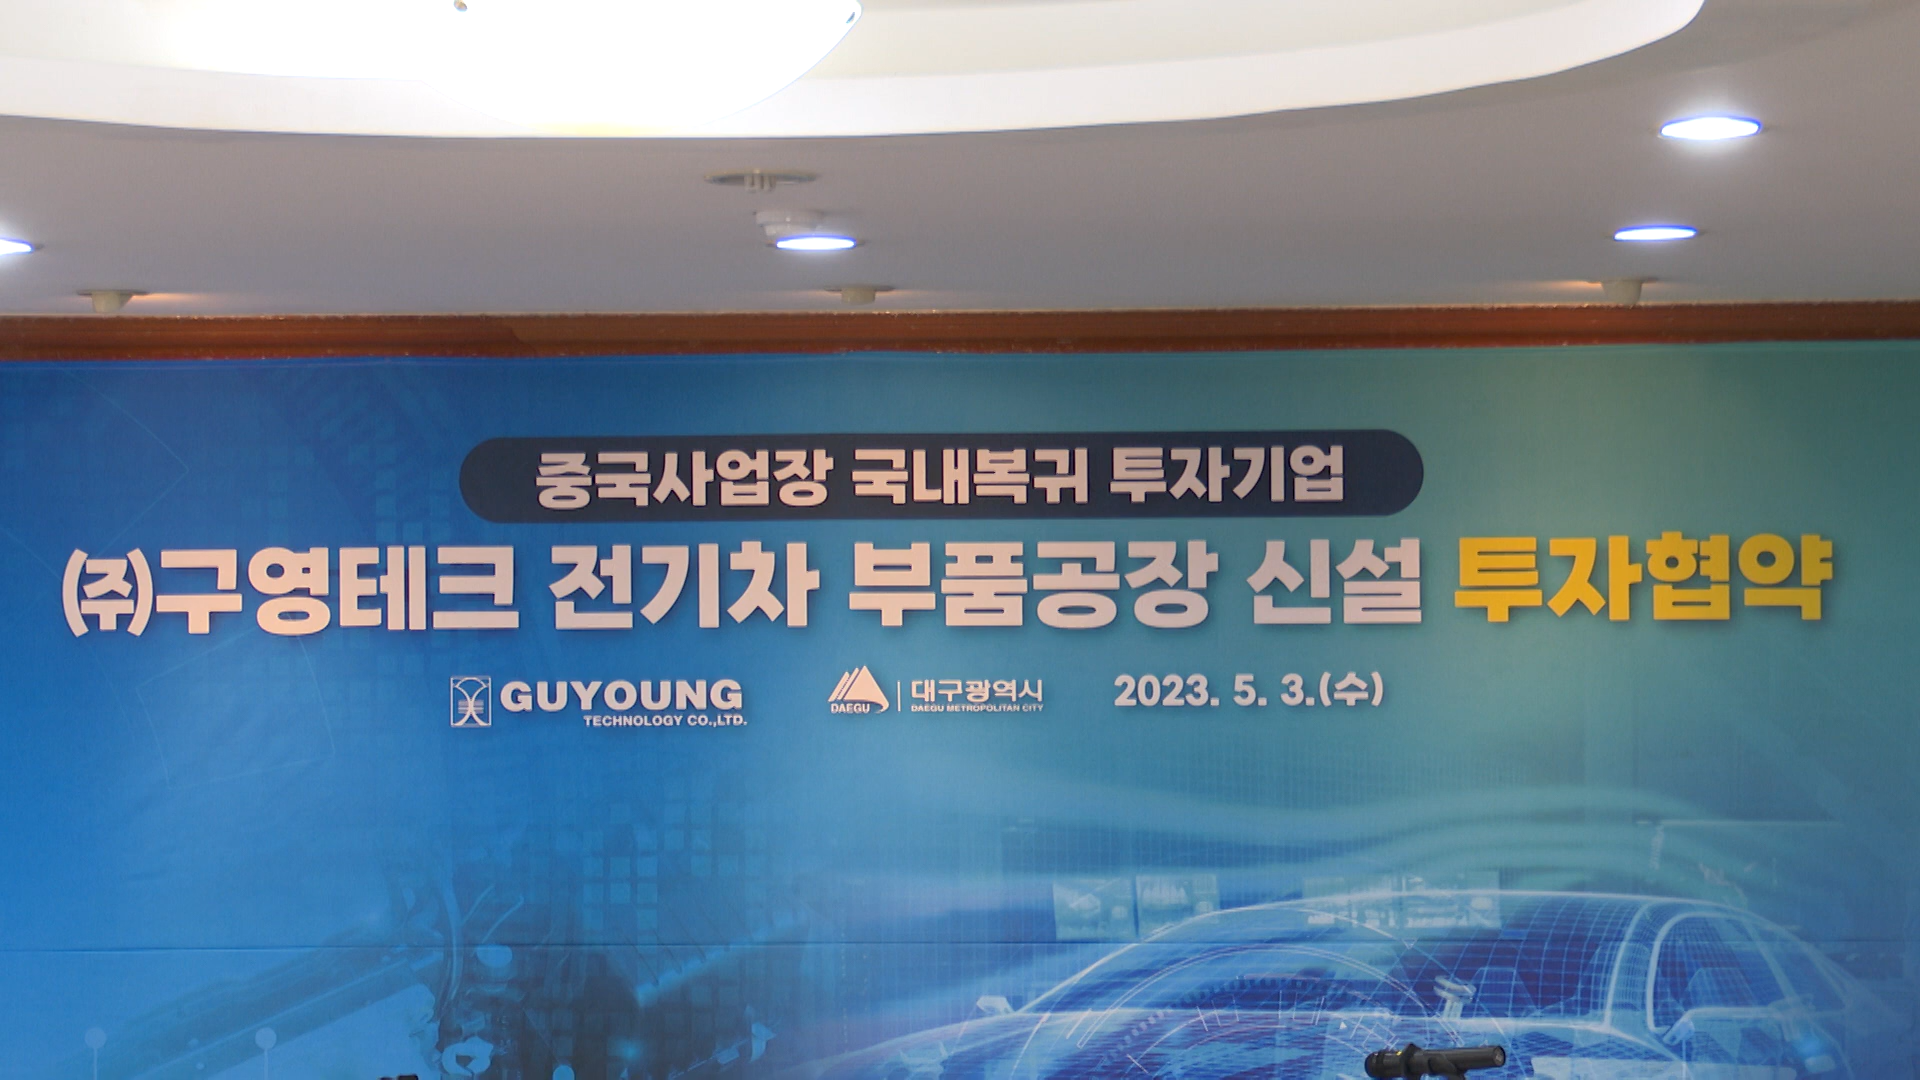 중국사업장 국내복귀 투자기업
㈜구영테크 전기차 부품공장 신설 투자협약
GUYOUNG
TECHNOLOGY CO.,LTD.
DAEGU
대구광역시
DAEGU METROPOLITAN CITY
2023. 5. 3.(수)